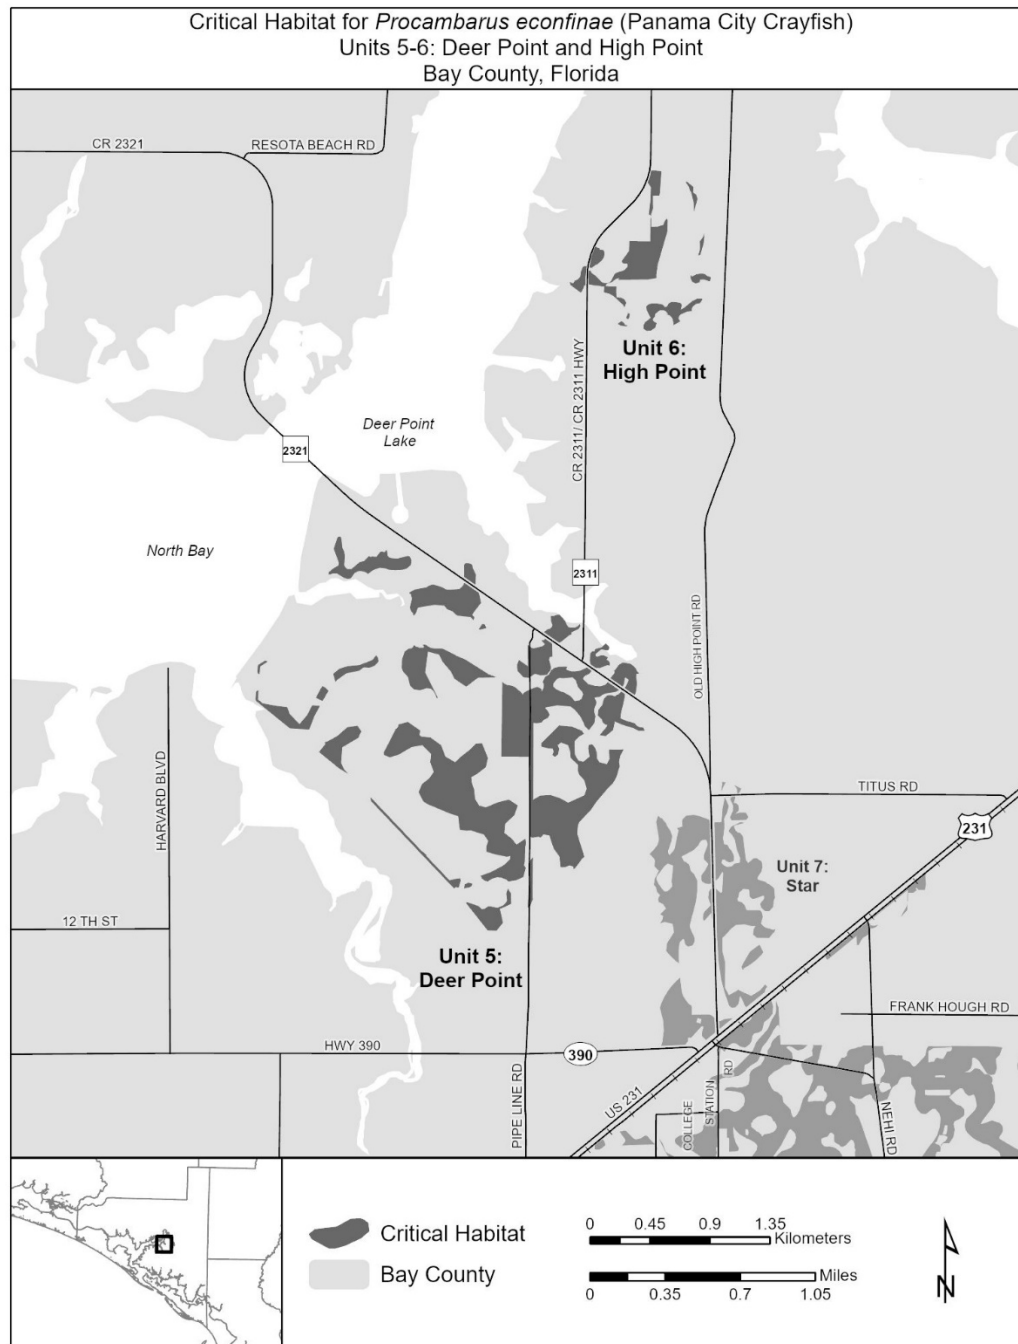 Critical Habitat for Procambarus econfinae (Panama City Crayfish)
Units 5-6: Deer Point and High Point
Bay County, Florida
CR 2321
RESOTA BEACH RD
Unit 6:
High Point
CR 2311/ CR 2311 HWY
Deer Point
Lake
2321
North Bay
2311
OLD HIGH POINT RD
HARVARD BLVD
TITUS RD
231
Unit 7:
Star
12 TH ST
Unit 5:
Deer Point
FRANK HOUGH RD
HWY 390
390
PIPE LINE RD
US 231
COLLEGE
STATION
RD
NEHI RD
Critical Habitat
Bay County
0 0.45 0.9 1.35
Kilometers
Miles
0 0.35 0.7 1.05
N